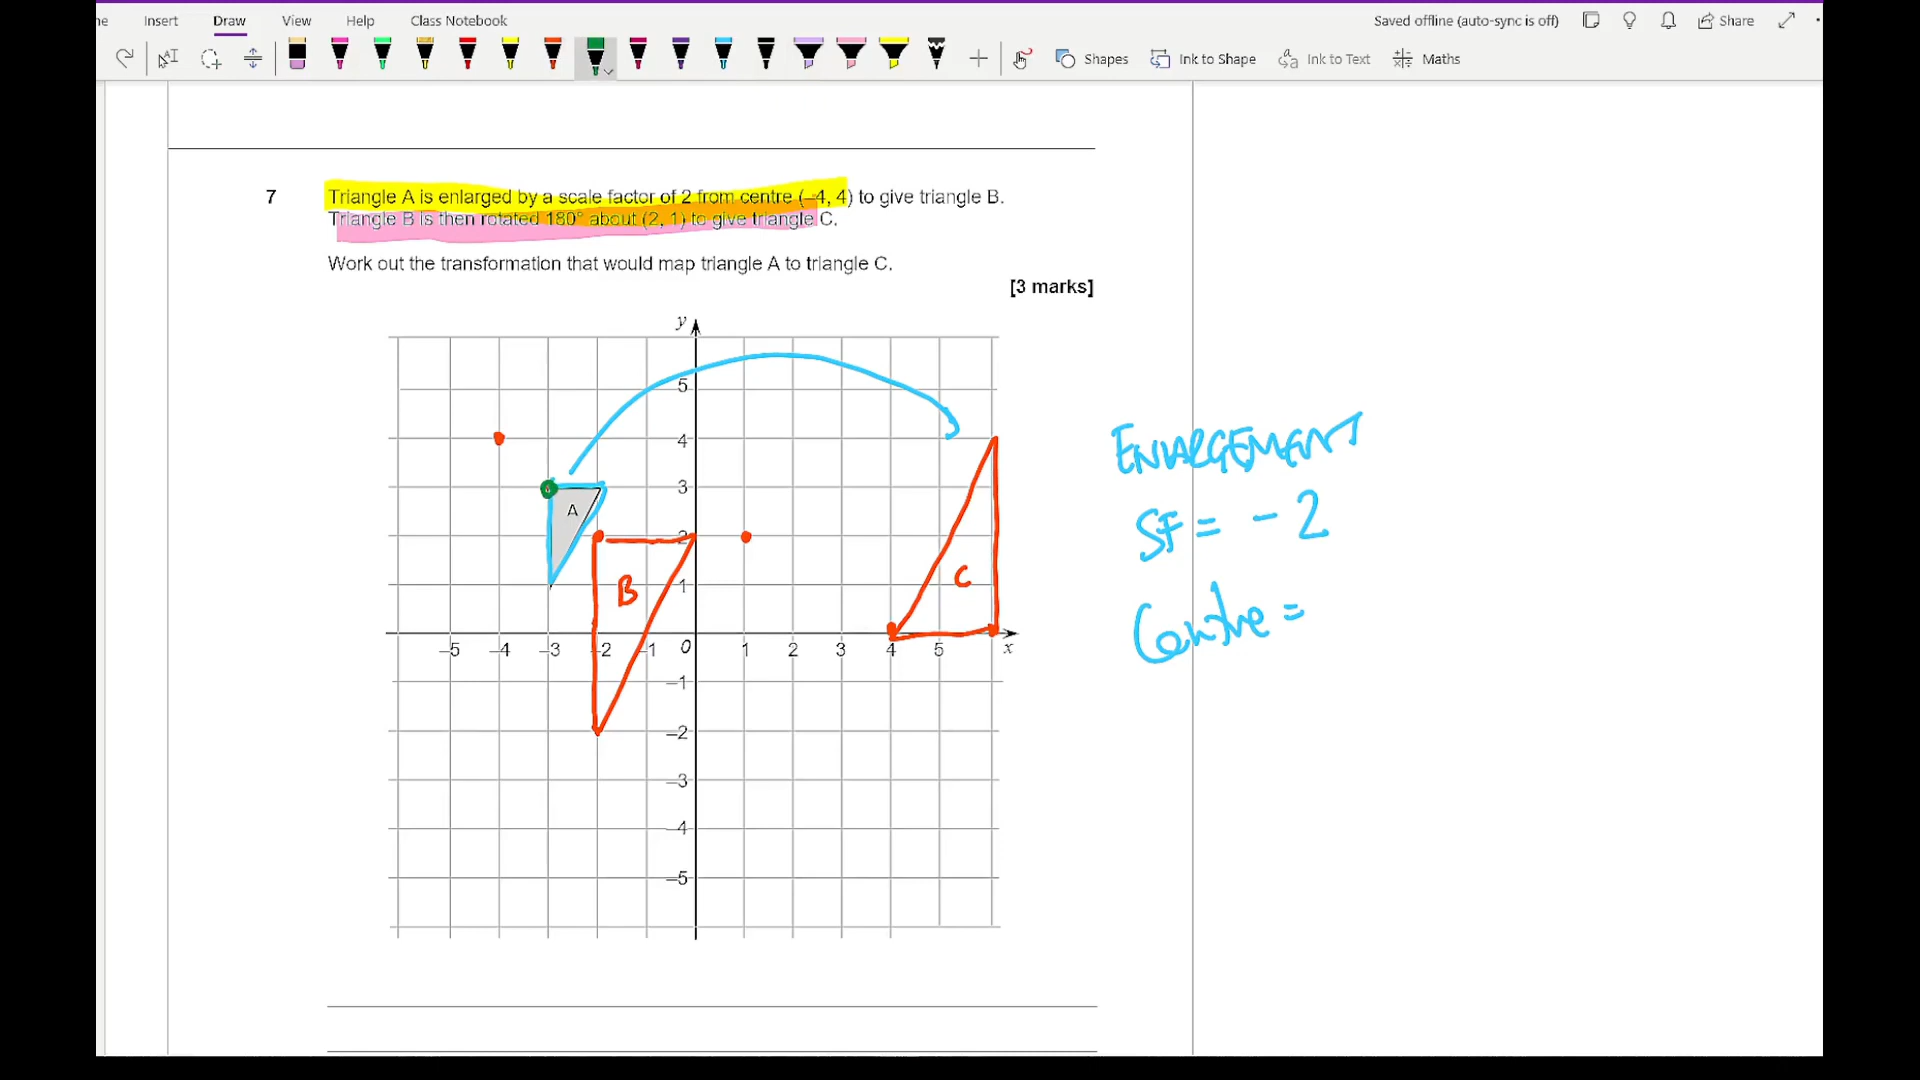 ne Insert Draw View Help Class Notebook Saved offline (auto-sync is off) Share
Shapes Ink to Shape Ink to Text Maths
7 Triangle A is enlarged by a scale factor of 2 from centre (–4, 4) to give triangle B.
Triangle B is then rotated 180° about (2, 1) to give triangle C.
Work out the transformation that would map triangle A to triangle C.
[3 marks]
y
5
4
3
A
2
B
C
1
–5 –4 –3 –2 –1 0 1 2 3 4 5 x
–1
–2
–3
–4
–5
ENLARGEMENT
SF = - 2
Centre =